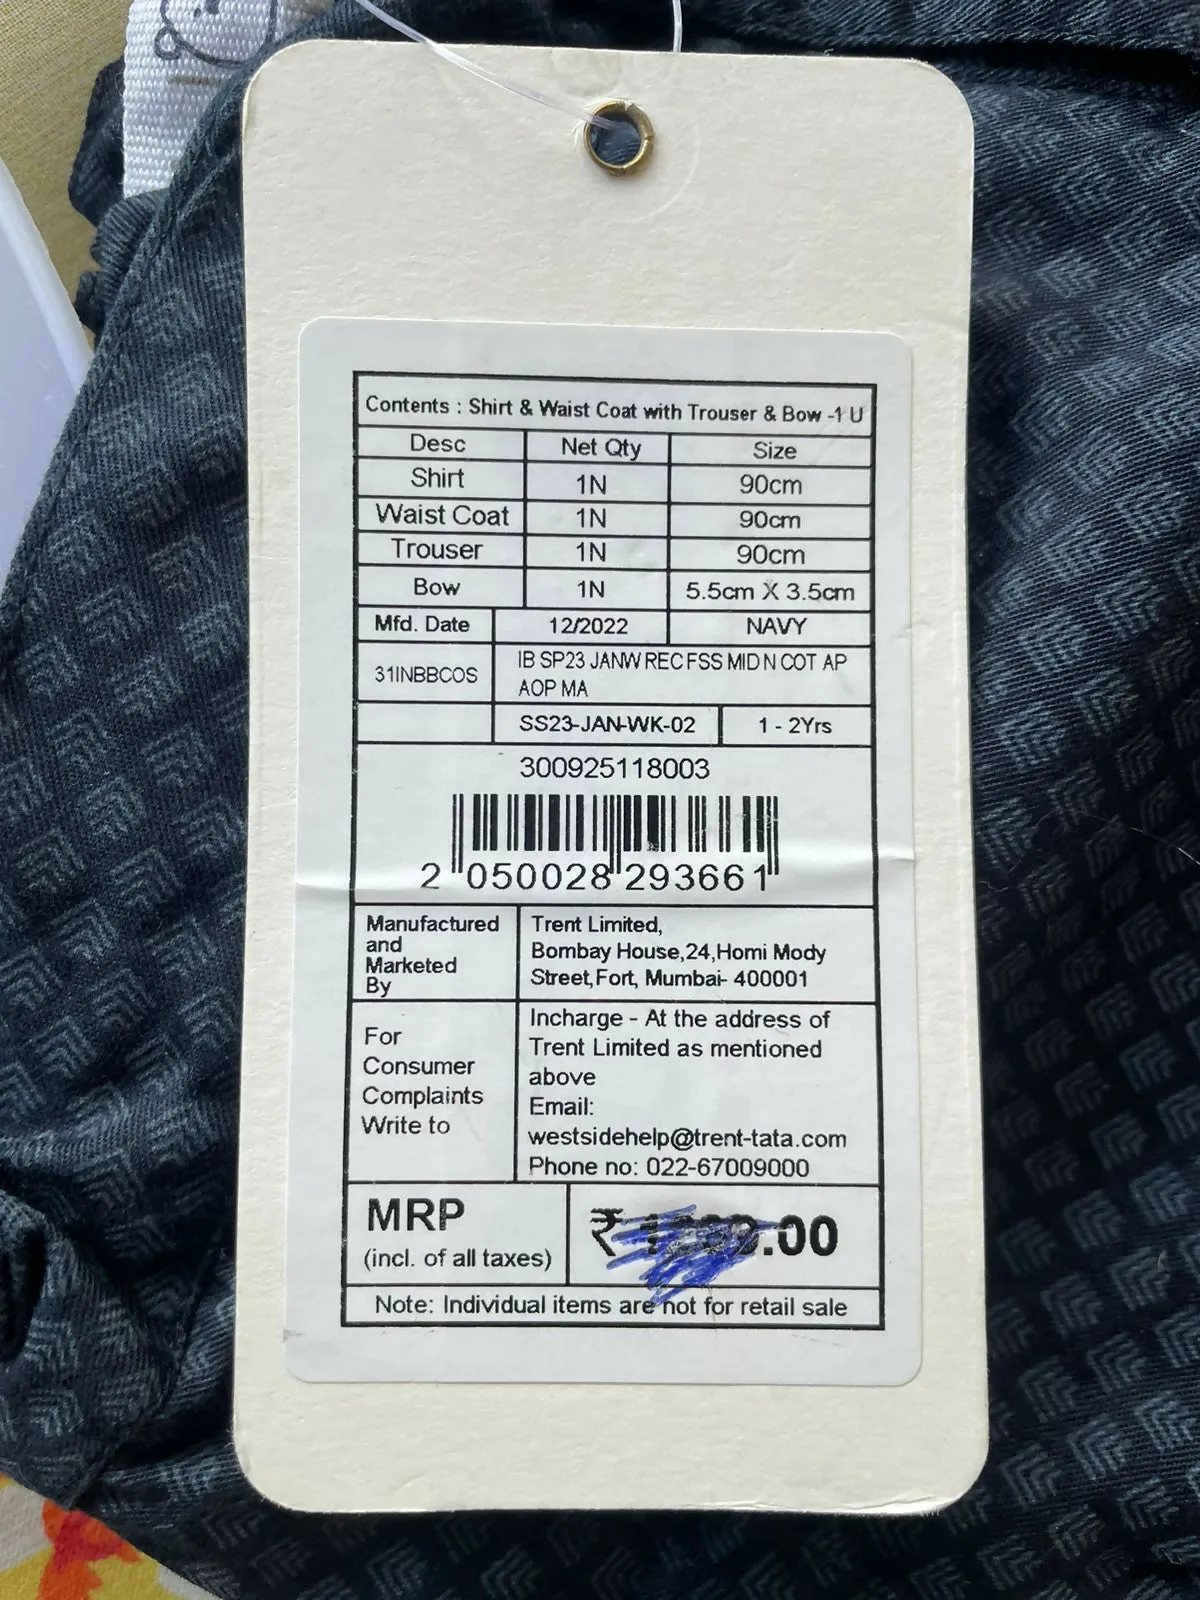 Contents : Shirt & Waist Coat with Trouser & Bow -1 U
Desc Net Qty Size
Shirt 1N 90cm
Waist Coat 1N 90cm
Trouser 1N 90cm
Bow 1N 5.5cm X 3.5cm
Mfd. Date 12/2022 NAVY
31INBBCOS IB SP23 JANW REC FSS MID N COT AP
AOP MA
SS23-JAN-WK-02 1 - 2Yrs
300925118003
2 050028 293661
Manufactured
and
Marketed
By
Trent Limited,
Bombay House,24,Homi Mody
Street,Fort, Mumbai- 400001
For
Consumer
Complaints
Write to
Incharge - At the address of
Trent Limited as mentioned
above
Email:
westsidehelp@trent-tata.com
Phone no: 022-67009000
MRP
(incl. of all taxes)
₹ .00
Note: Individual items are not for retail sale